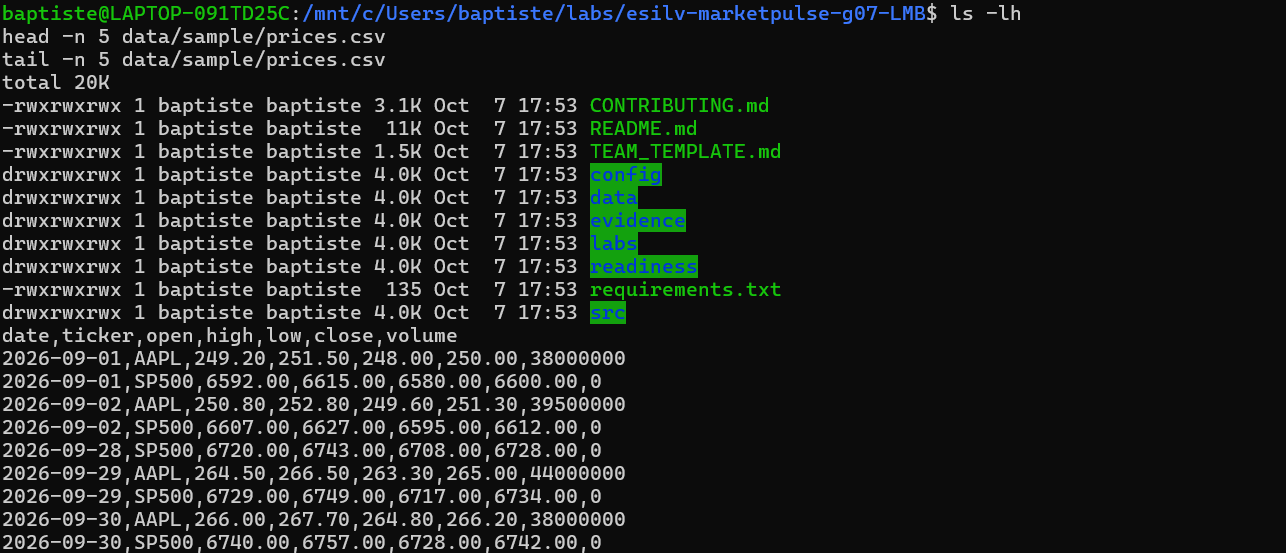 baptiste@LAPTOP-091TD25C:/mnt/c/Users/baptiste/labs/esilv-marketpulse-g07-LMB$ ls -lh
head -n 5 data/sample/prices.csv
tail -n 5 data/sample/prices.csv
total 20K
-rwxrwxrwx 1 baptiste baptiste 3.1K Oct  7 17:53 CONTRIBUTING.md
-rwxrwxrwx 1 baptiste baptiste  11K Oct  7 17:53 README.md
-rwxrwxrwx 1 baptiste baptiste 1.5K Oct  7 17:53 TEAM_TEMPLATE.md
drwxrwxrwx 1 baptiste baptiste 4.0K Oct  7 17:53 config
drwxrwxrwx 1 baptiste baptiste 4.0K Oct  7 17:53 data
drwxrwxrwx 1 baptiste baptiste 4.0K Oct  7 17:53 evidence
drwxrwxrwx 1 baptiste baptiste 4.0K Oct  7 17:53 labs
drwxrwxrwx 1 baptiste baptiste 4.0K Oct  7 17:53 readiness
-rwxrwxrwx 1 baptiste baptiste  135 Oct  7 17:53 requirements.txt
drwxrwxrwx 1 baptiste baptiste 4.0K Oct  7 17:53 src
date,ticker,open,high,low,close,volume
2026-09-01,AAPL,249.20,251.50,248.00,250.00,38000000
2026-09-01,SP500,6592.00,6615.00,6580.00,6600.00,0
2026-09-02,AAPL,250.80,252.80,249.60,251.30,39500000
2026-09-02,SP500,6607.00,6627.00,6595.00,6612.00,0
2026-09-28,SP500,6720.00,6743.00,6708.00,6728.00,0
2026-09-29,AAPL,264.50,266.50,263.30,265.00,44000000
2026-09-29,SP500,6729.00,6749.00,6717.00,6734.00,0
2026-09-30,AAPL,266.00,267.70,264.80,266.20,38000000
2026-09-30,SP500,6740.00,6757.00,6728.00,6742.00,0